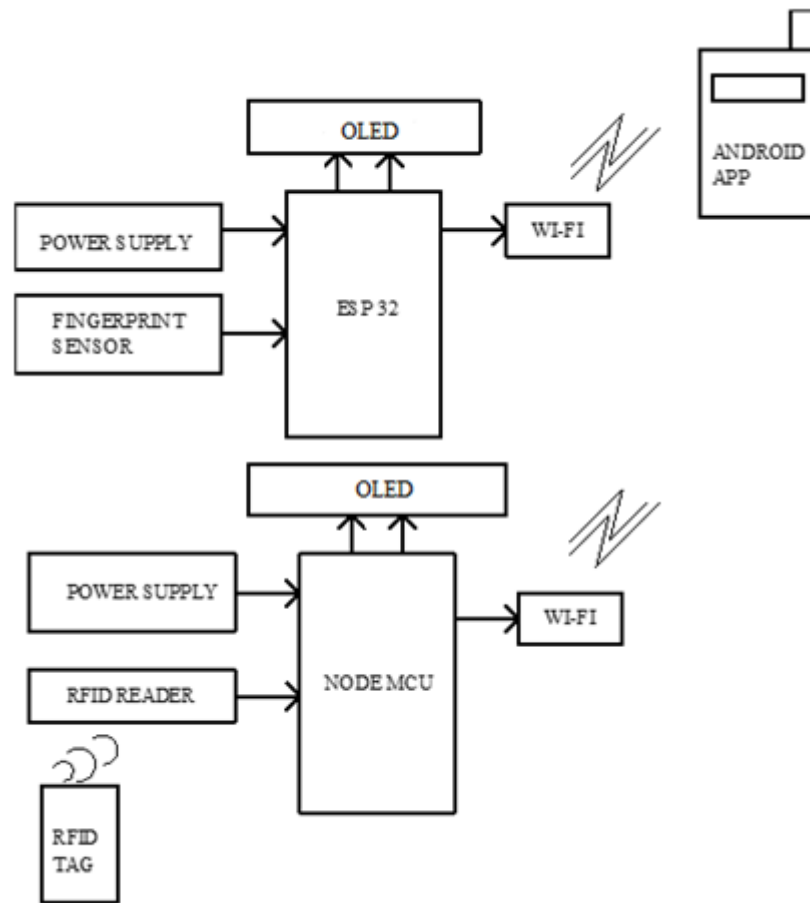 OLED
ANDROID
APP
POWER SUPPLY
WI-FI
ESP 32
FINGERPRINT
SENSOR
OLED
POWER SUPPLY
WI-FI
NODE MCU
RFID READER
RFID
TAG